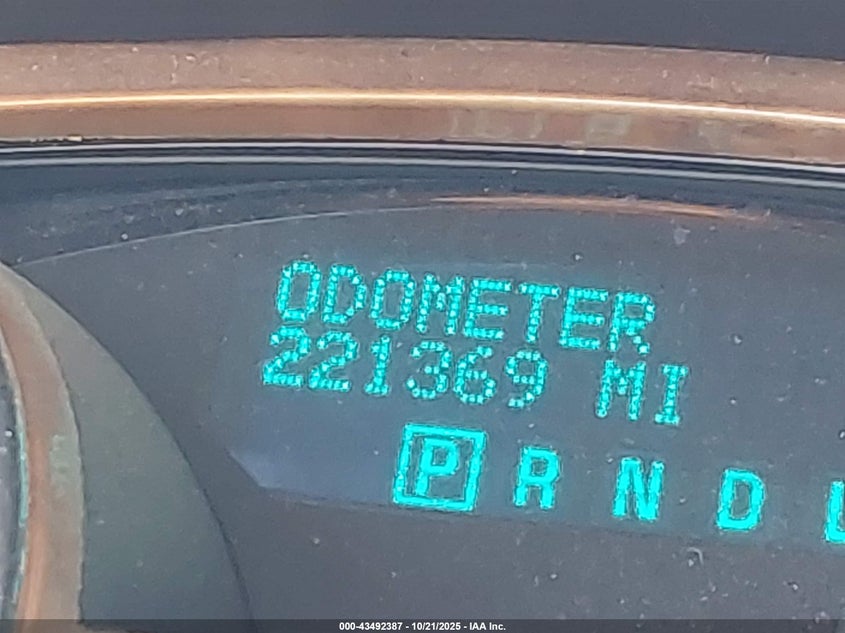 ODOMETER
221369 MI
P R N D L
000-43492387 - 10/21/2025 - IAA Inc.